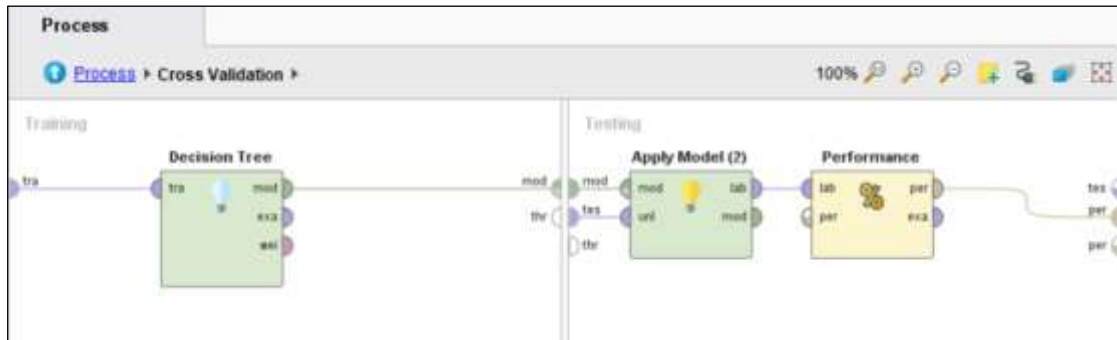 Process
Process ▸ Cross Validation ▸
100%
Training
Testing
Decision Tree
Apply Model (2)
Performance
tra
tra
mod
mod
mod
mod
lab
lab
per
tes
exa
thr
tes
unl
mod
per
exa
per
wei
thr
per